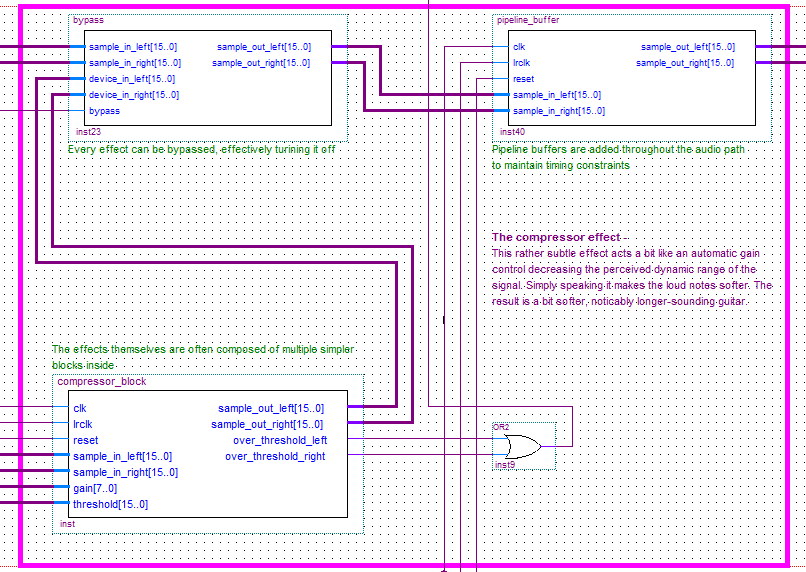 bypass
sample_in_left[15..0] sample_out_left[15..0]
sample_in_right[15..0] sample_out_right[15..0]
device_in_left[15..0]
device_in_right[15..0]
bypass
inst23
Every effect can be bypassed, effectively turining it off
pipeline_buffer
clk sample_out_left[15..0]
lrclk sample_out_right[15..0]
reset
sample_in_left[15..0]
sample_in_right[15..0]
inst40
Pipeline buffers are added throughout the audio path
to maintain timing constraints
The compressor effect -
This rather subtle effect acts a bit like an automatic gain
control decreasing the perceived dynamic range of the
signal. Simply speaking it makes the loud notes softer. The
result is a bit softer, noticably longer-sounding guitar.
The effects themselves are often composed of multiple simpler
blocks inside
compressor_block
clk sample_out_left[15..0]
lrclk sample_out_right[15..0]
reset over_threshold_left
sample_in_left[15..0] over_threshold_right
sample_in_right[15..0]
gain[7..0]
threshold[15..0]
inst
OR2
inst9